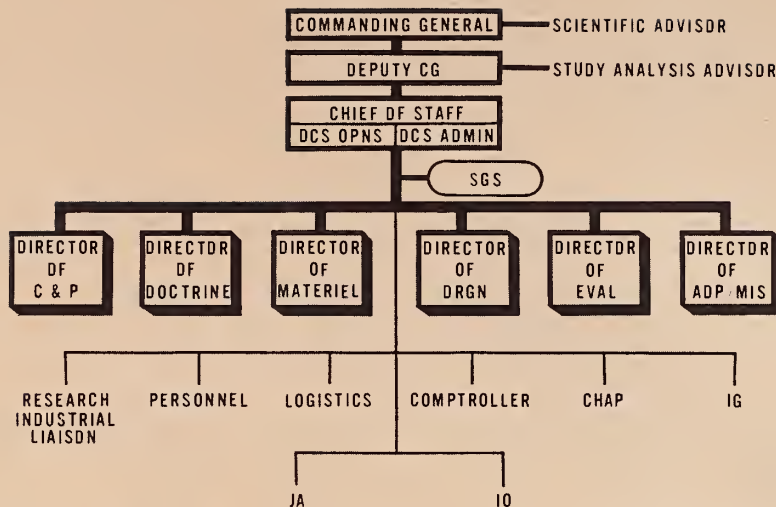 COMMANDING GENERAL
SCIENTIFIC ADVISOR
DEPUTY CG
STUDY ANALYSIS ADVISOR
CHIEF OF STAFF
DCS OPNS
DCS ADMIN
SGS
DIRECTOR
OF
C & P
DIRECTOR
OF
DOCTRINE
DIRECTOR
OF
MATERIEL
DIRECTOR
OF
ORGN
DIRECTOR
OF
EVAL
DIRECTOR
OF
ADP/MIS
RESEARCH
INDUSTRIAL
LIAISON
PERSONNEL
LOGISTICS
COMPTROLLER
CHAP
IG
JA
IO